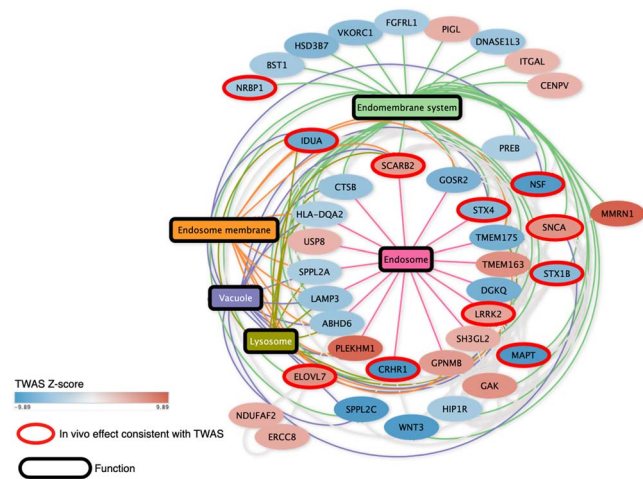 FGFRL1
VKORC1
PIGL
HSD3B7
DNASE1L3
BST1
ITGAL
NRBP1
CENPV
Endomembrane system
IDUA
PREB
SCARB2
CTSB
GOSR2
NSF
HLA-DQA2
STX4
MMRN1
Endosome membrane
SNCA
USP8
TMEM175
Endosome
TMEM163
SPPL2A
STX1B
Vacuole
LAMP3
DGKQ
LRRK2
ABHD6
Lysosome
SH3GL2
PLEKHM1
MAPT
CRHR1
GPNMB
ELOVL7
GAK
TWAS Z-score
-9.89 9.89
SPPL2C
HIP1R
NDUFAF2
WNT3
In vivo effect consistent with TWAS
ERCC8
Function